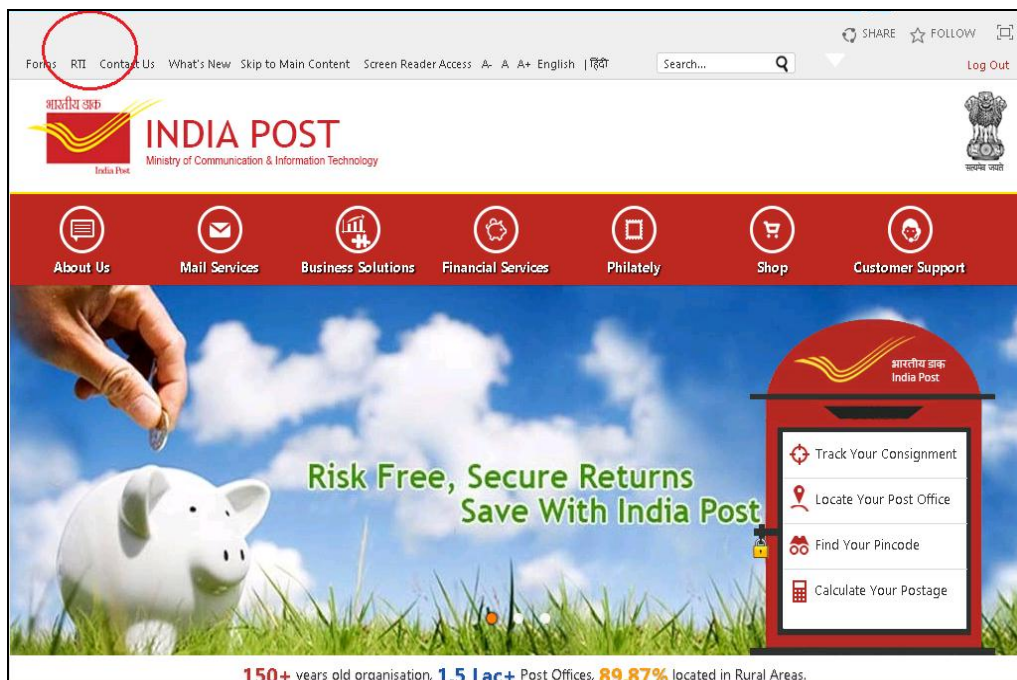 SHARE FOLLOW
Forms RTI Contact Us What's New Skip to Main Content Screen Reader Access A- A A+ English | हिंदी Search... Log Out
भारतीय डाक
India Post
INDIA POST
Ministry of Communication & Information Technology
सत्यमेव जयते
About Us Mail Services Business Solutions Financial Services Philately Shop Customer Support
Risk Free, Secure Returns
Save With India Post
भारतीय डाक
India Post
Track Your Consignment
Locate Your Post Office
Find Your Pincode
Calculate Your Postage
150+ years old organisation, 1.5 Lac+ Post Offices, 89.87% located in Rural Areas.